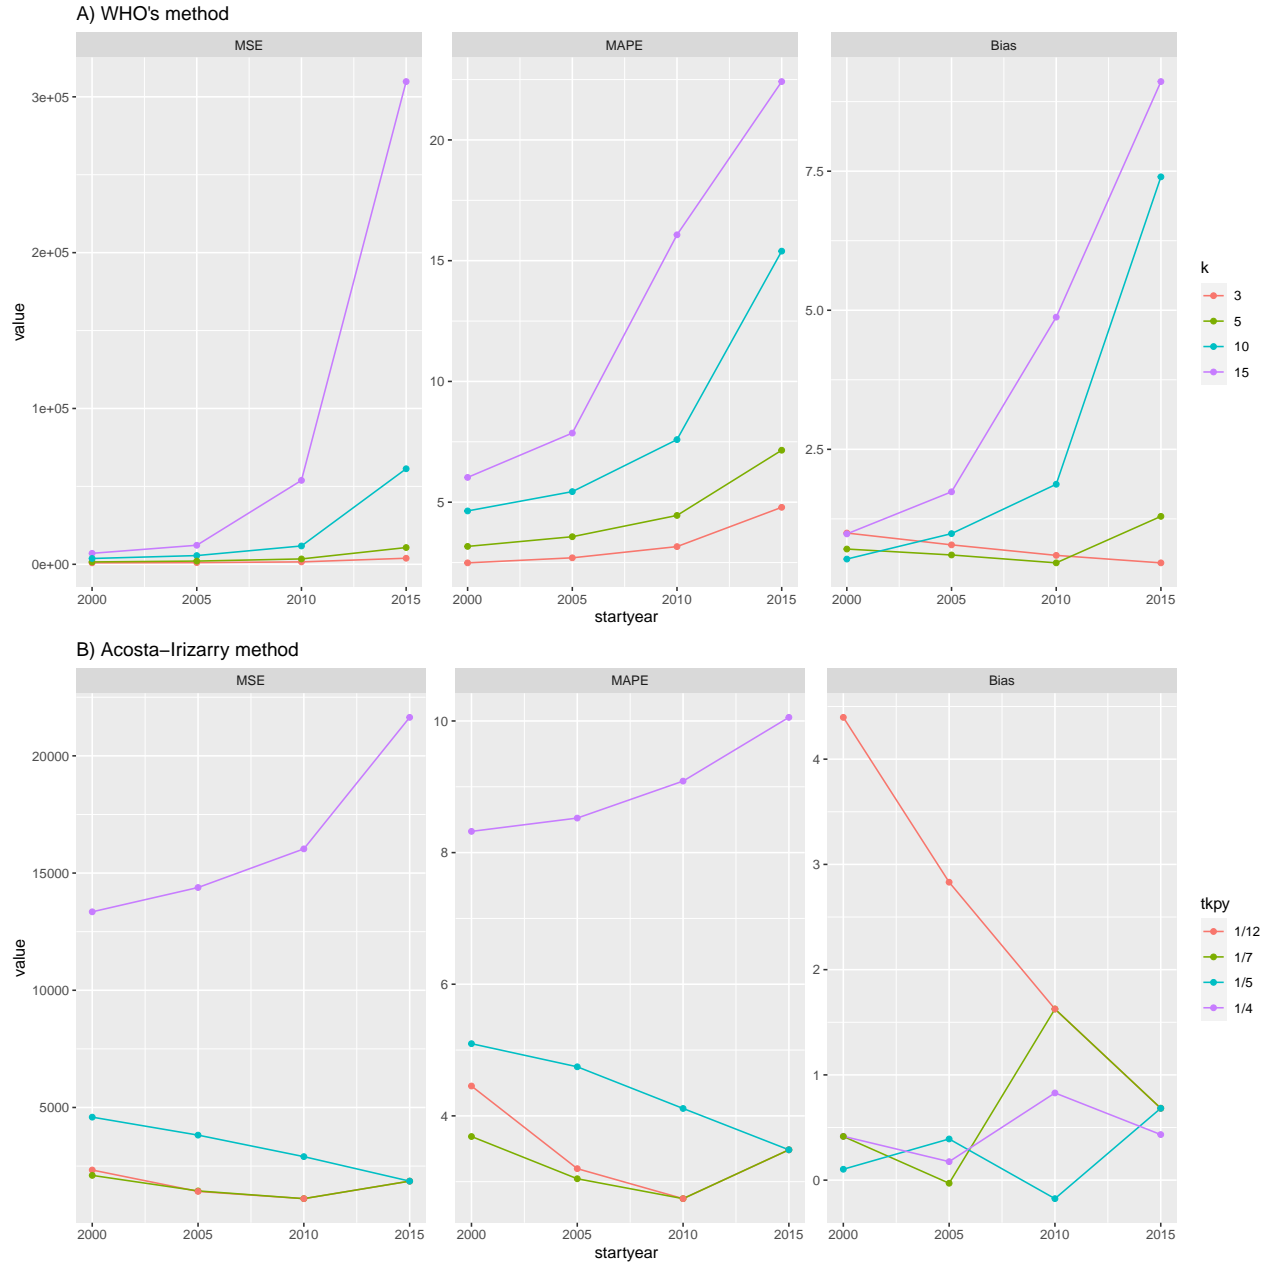 A) WHO's method
MSE
MAPE
Bias
3e+05
2e+05
1e+05
0e+00
20
15
10
5
7.5
5.0
2.5
value
2000 2005 2010 2015
2000 2005 2010 2015
2000 2005 2010 2015
startyear
k
3
5
10
15
B) Acosta−Irizarry method
MSE
MAPE
Bias
20000
15000
10000
5000
10
8
6
4
4
3
2
1
0
value
2000 2005 2010 2015
2000 2005 2010 2015
2000 2005 2010 2015
startyear
tkpy
1/12
1/7
1/5
1/4